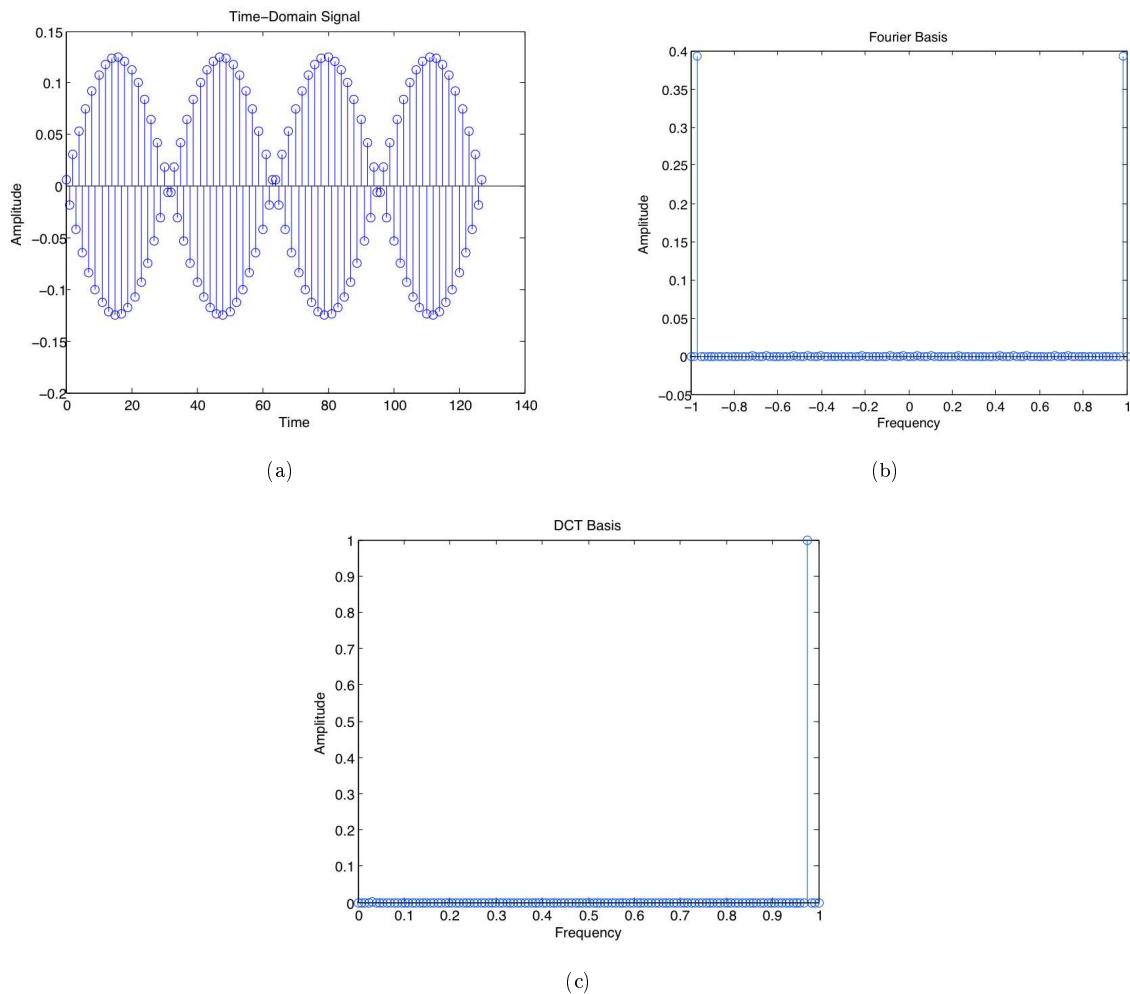 Time−Domain Signal
0.15
0.1
0.05
0
−0.05
−0.1
−0.15
−0.2
Amplitude
0 20 40 60 80 100 120 140
Time
(a)
Fourier Basis
0.4
0.35
0.3
0.25
0.2
0.15
0.1
0.05
0
−0.05
Amplitude
−1 −0.8 −0.6 −0.4 −0.2 0 0.2 0.4 0.6 0.8 1
Frequency
(b)
DCT Basis
1
0.9
0.8
0.7
0.6
0.5
0.4
0.3
0.2
0.1
0
Amplitude
0 0.1 0.2 0.3 0.4 0.5 0.6 0.7 0.8 0.9 1
Frequency
(c)